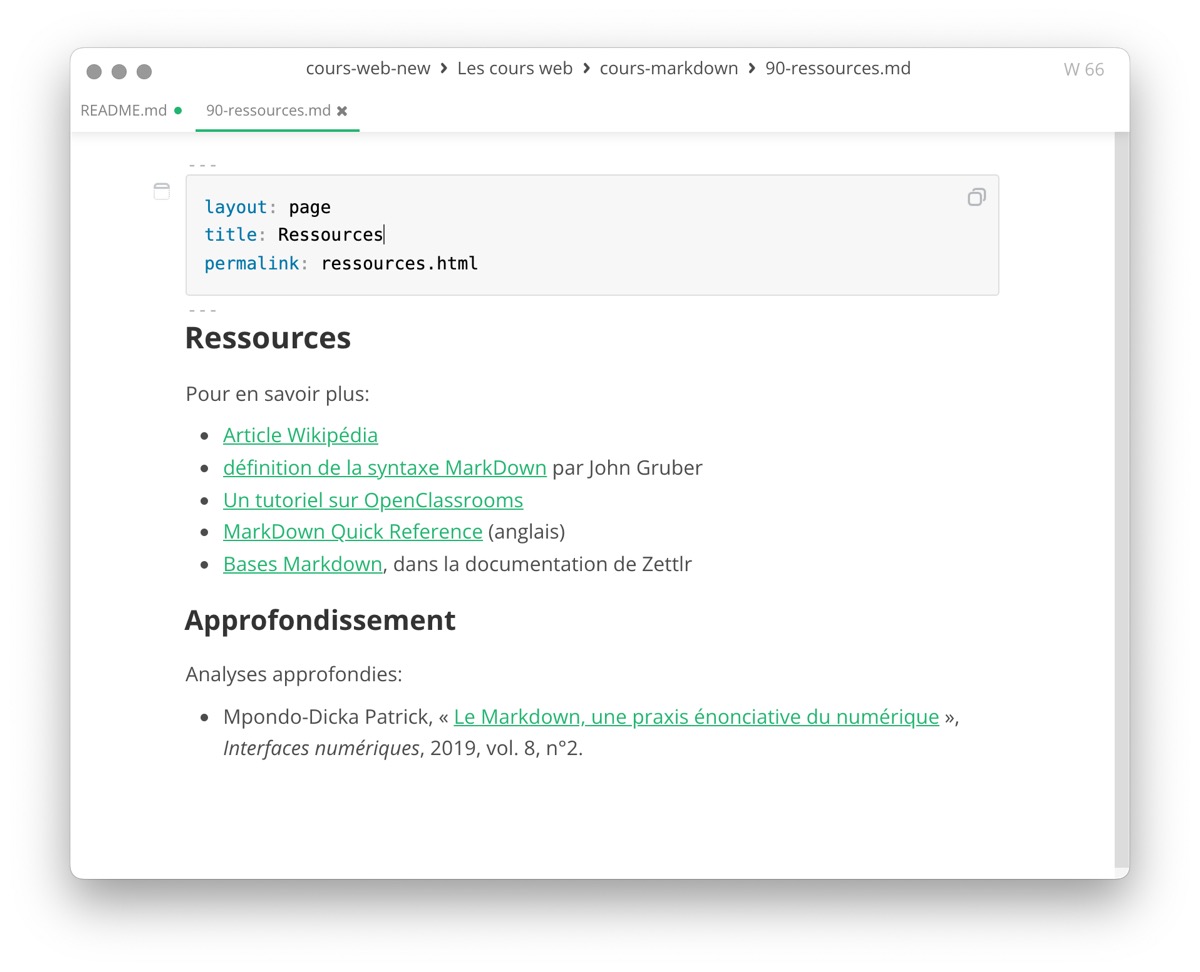 cours-web-new > Les cours web > cours-markdown > 90-ressources.md
W 66
README.md
90-ressources.md
---
layout: page
title: Ressources
permalink: ressources.html
---
Ressources
Pour en savoir plus:
• Article Wikipédia
• définition de la syntaxe MarkDown par John Gruber
• Un tutoriel sur OpenClassrooms
• MarkDown Quick Reference (anglais)
• Bases Markdown, dans la documentation de Zettlr
Approfondissement
Analyses approfondies:
• Mpondo-Dicka Patrick, « Le Markdown, une praxis énonciative du numérique »,
Interfaces numériques, 2019, vol. 8, n°2.